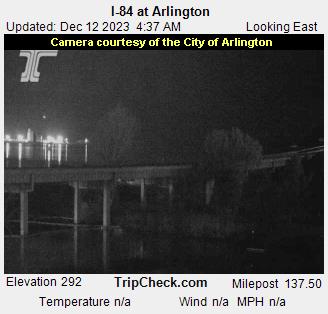 I-84 at Arlington
Updated: Dec 12 2023 4:37 AM Looking East
Camera courtesy of the City of Arlington
Elevation 292 TripCheck.com Milepost 137.50
Temperature n/a Wind n/a MPH n/a